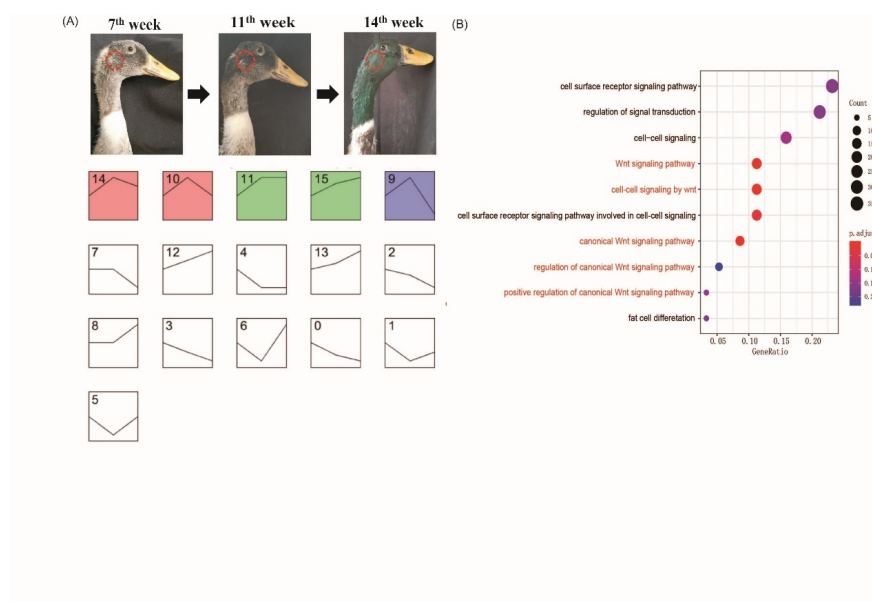 (A)
7th week
11th week
14th week
14
10
11
15
9
7
12
4
13
2
8
3
6
0
1
5
(B)
cell surface receptor signaling pathway
regulation of signal transduction
cell-cell signaling
Wnt signaling pathway
cell-cell signaling by wnt
cell surface receptor signaling pathway involved in cell-cell signaling
canonical Wnt signaling pathway
regulation of canonical Wnt signaling pathway
positive regulation of canonical Wnt signaling pathway
fat cell differetation
0.05 0.10 0.15 0.20
GeneRatio
Count
5
p.adju